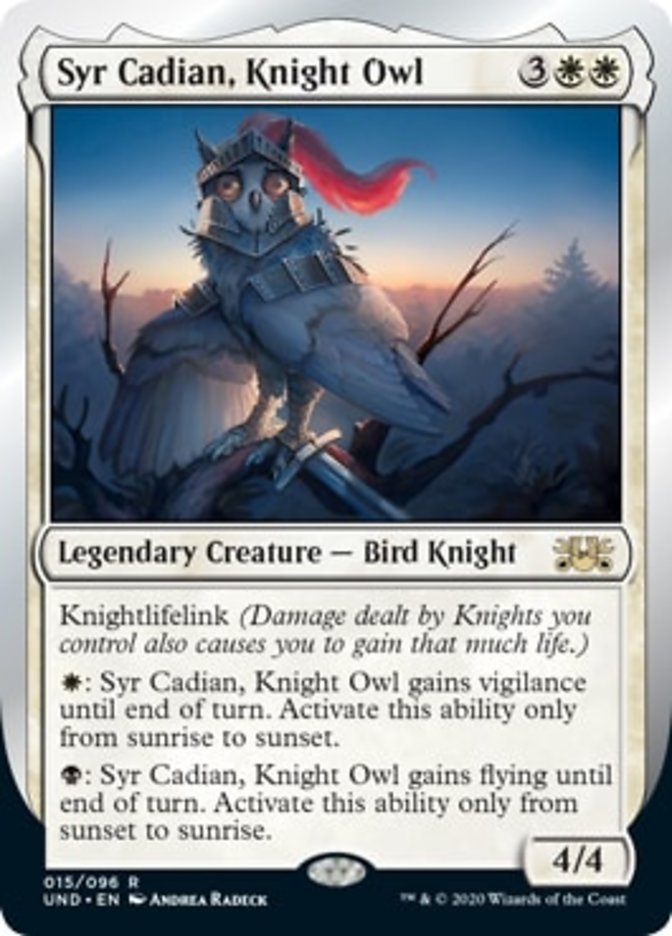 Syr Cadian, Knight Owl 3
Legendary Creature — Bird Knight
Knightlifelink (Damage dealt by Knights you
control also causes you to gain that much life.)
: Syr Cadian, Knight Owl gains vigilance
until end of turn. Activate this ability only
from sunrise to sunset.
: Syr Cadian, Knight Owl gains flying until
end of turn. Activate this ability only from
sunset to sunrise.
4/4
015/096 R
UND • EN Andrea Radeck ™ & © 2020 Wizards of the Coast